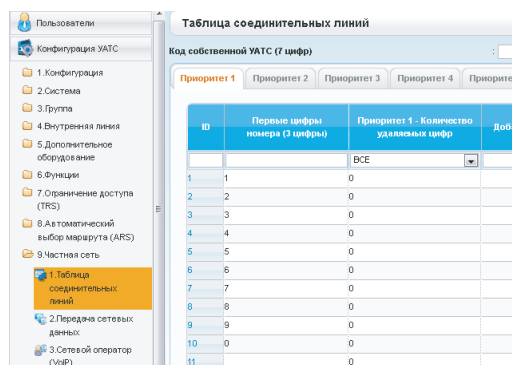 Пользователи
Конфигурация УАТС
1.Конфигурация
2.Система
3.Группа
4.Внутренняя линия
5.Дополнительное
оборудование
6.Функции
7.Ограничение доступа
(TRS)
8.Автоматический
выбор маршрута (ARS)
9.Частная сеть
1.Таблица
соединительных
линий
2.Передача сетевых
данных
3.Сетевой оператор
(VoIP)
Таблица соединительных линий
Код собственной УАТС (7 цифр) :
Приоритет 1 Приоритет 2 Приоритет 3 Приоритет 4 Приорите
ID Первые цифры номера (3 цифры) Приоритет 1 - Количество удаляемых цифр Доба
ВСЕ
1 1 0
2 2 0
3 3 0
4 4 0
5 5 0
6 6 0
7 7 0
8 8 0
9 9 0
10 0 0
11 0